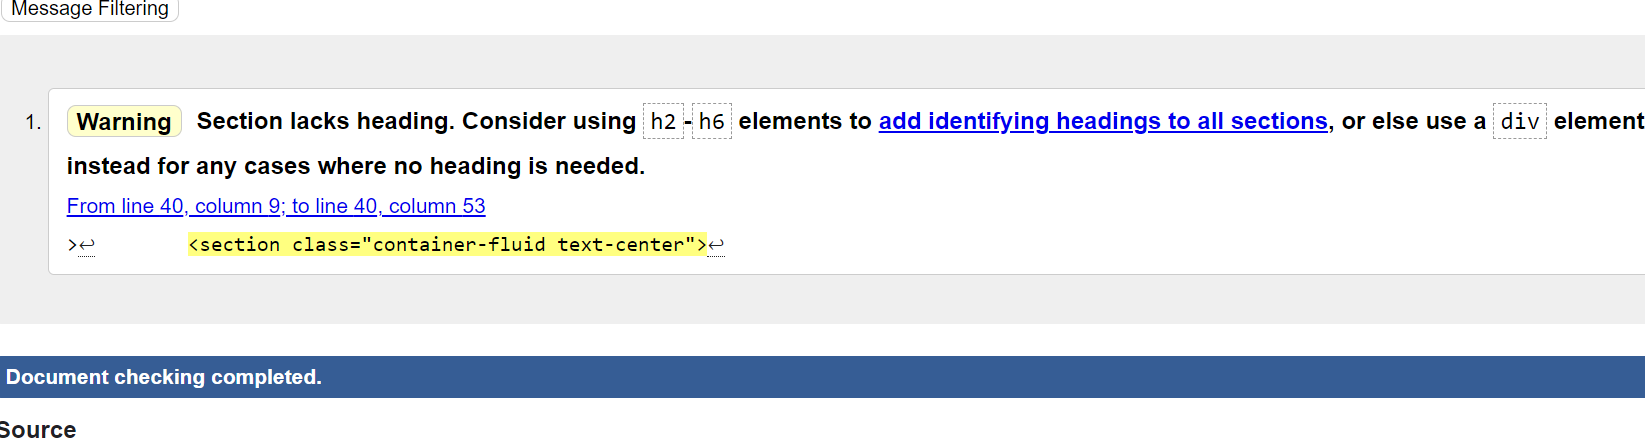 Message Filtering
1. Warning Section lacks heading. Consider using h2-h6 elements to add identifying headings to all sections, or else use a div element
instead for any cases where no heading is needed.
From line 40, column 9; to line 40, column 53
>↩ <section class="container-fluid text-center">↩
Document checking completed.
Source